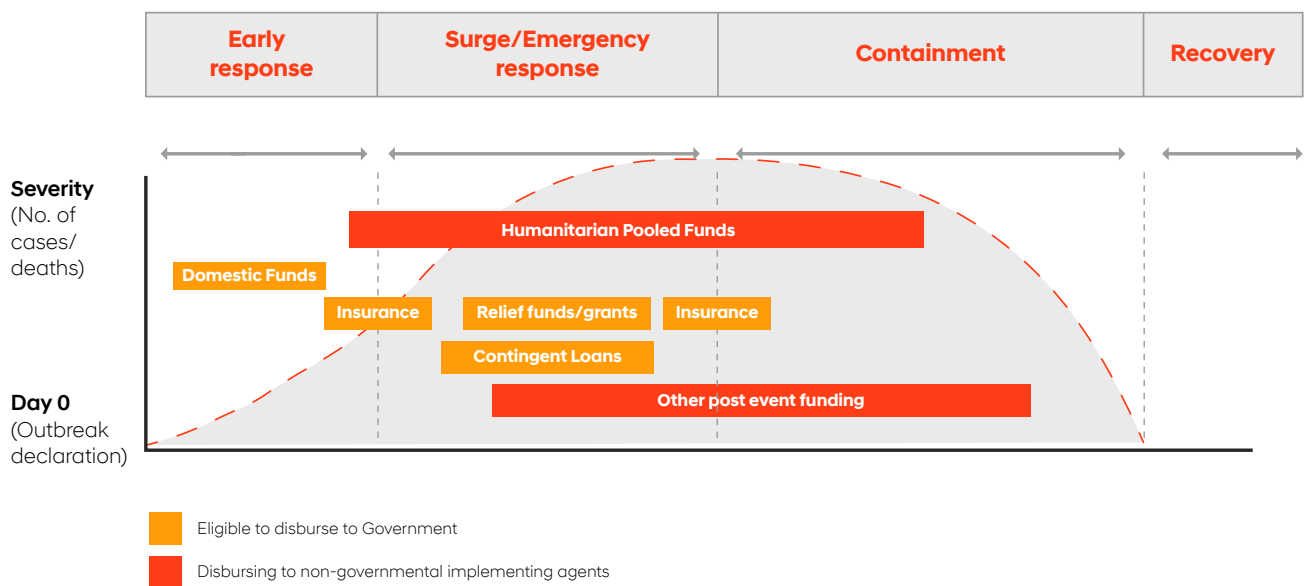 Early
response
Surge/Emergency
response
Containment
Recovery
Severity
(No. of
cases/
deaths)
Humanitarian Pooled Funds
Domestic Funds
Insurance
Relief funds/grants
Insurance
Contingent Loans
Other post event funding
Day 0
(Outbreak
declaration)
Eligible to disburse to Government
Disbursing to non-governmental implementing agents